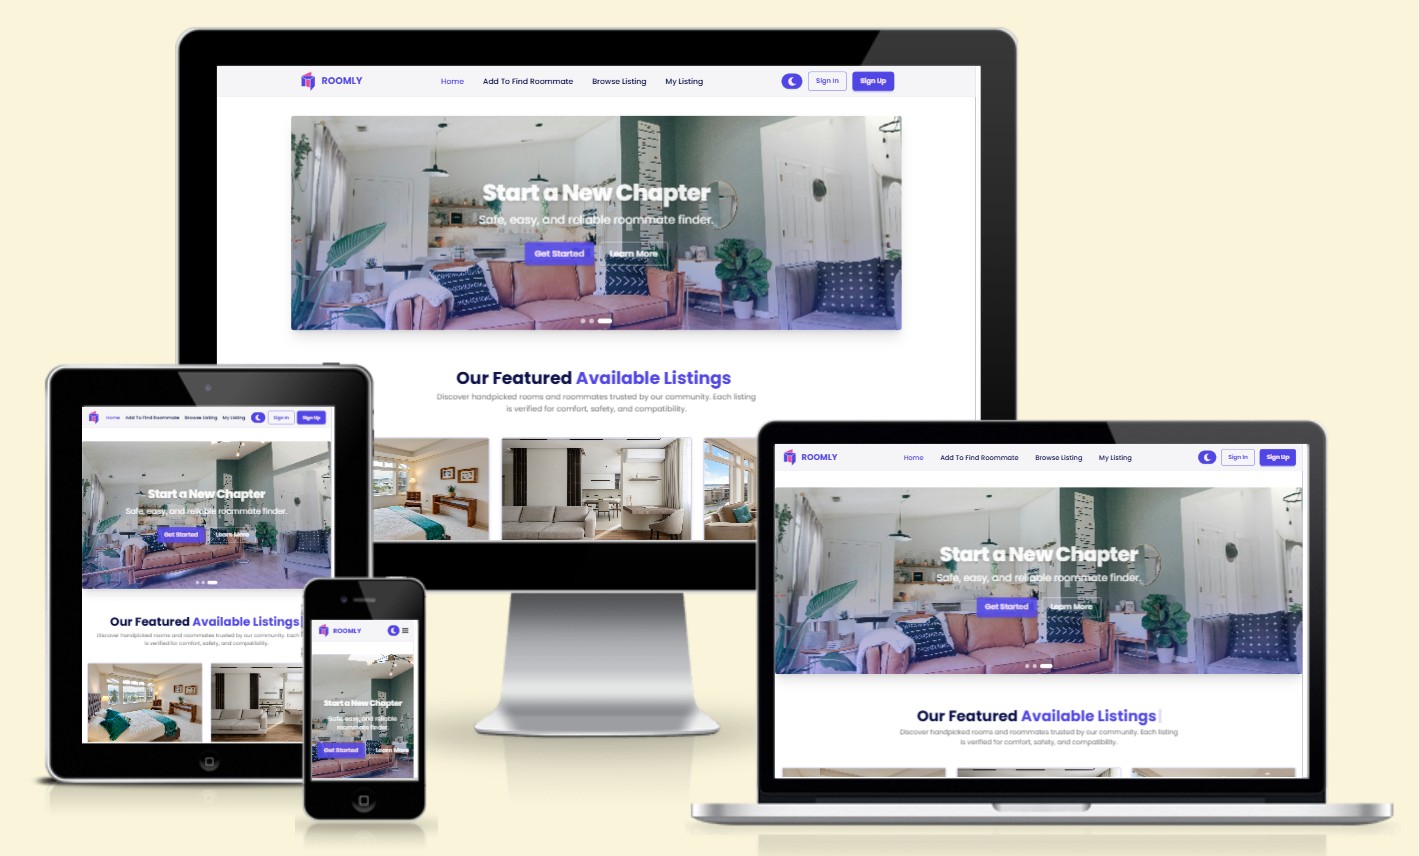 ROOMLY
Home Add To Find Roommate Browse Listing My Listing
Sign In Sign Up
Start a New Chapter
Safe, easy, and reliable roommate finder.
Get Started Learn More
Our Featured Available Listings
Discover handpicked rooms and roommates trusted by our community. Each listing
is verified for comfort, safety, and compatibility.
Home Add To Find Roommate Browse Listing My Listing Sign In Sign Up
Start a New Chapter
Safe, easy, and reliable roommate finder.
Get Started Learn More
Our Featured Available Listings
Discover handpicked rooms and roommates trusted by our community. Each
is verified for comfort, safety, and compatibility.
ROOMLY
Start a New Chapter
Safe, easy, and reliable
roommate finder.
Get Started Learn More
ROOMLY
Home Add To Find Roommate Browse Listing My Listing
Sign In Sign Up
Start a New Chapter
Safe, easy, and reliable roommate finder.
Get Started Learn More
Our Featured Available Listings
Discover handpicked rooms and roommates trusted by our community. Each listing
is verified for comfort, safety, and compatibility.